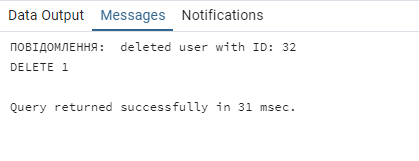 Data Output Messages Notifications
ПОВІДОМЛЕННЯ: deleted user with ID: 32
DELETE 1
Query returned successfully in 31 msec.